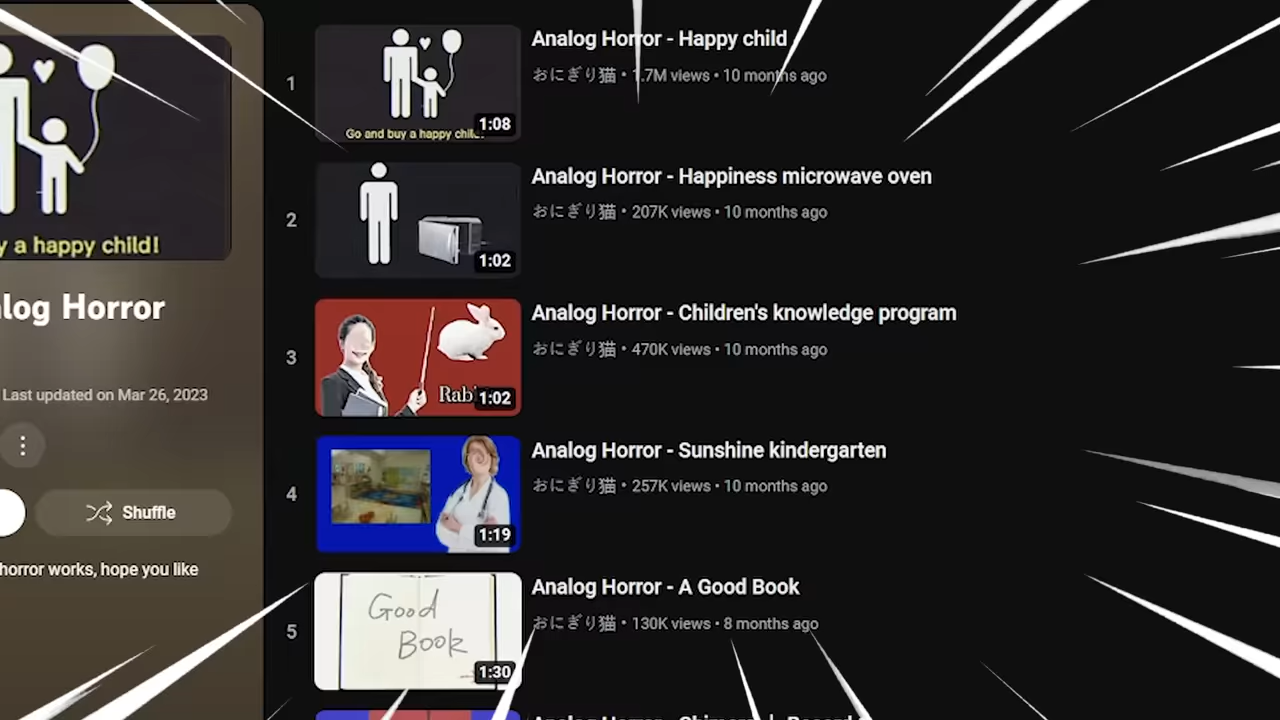 y a happy child!
alog Horror
Last updated on Mar 26, 2023
Shuffle
horror works, hope you like
1
Go and buy a happy child!
1:08
Analog Horror - Happy child
おにぎり猫 • 1.7M views • 10 months ago
2
1:02
Analog Horror - Happiness microwave oven
おにぎり猫 • 207K views • 10 months ago
3
Rab
1:02
Analog Horror - Children's knowledge program
おにぎり猫 • 470K views • 10 months ago
4
1:19
Analog Horror - Sunshine kindergarten
おにぎり猫 • 257K views • 10 months ago
5
Good
Book
1:30
Analog Horror - A Good Book
おにぎり猫 • 130K views • 8 months ago